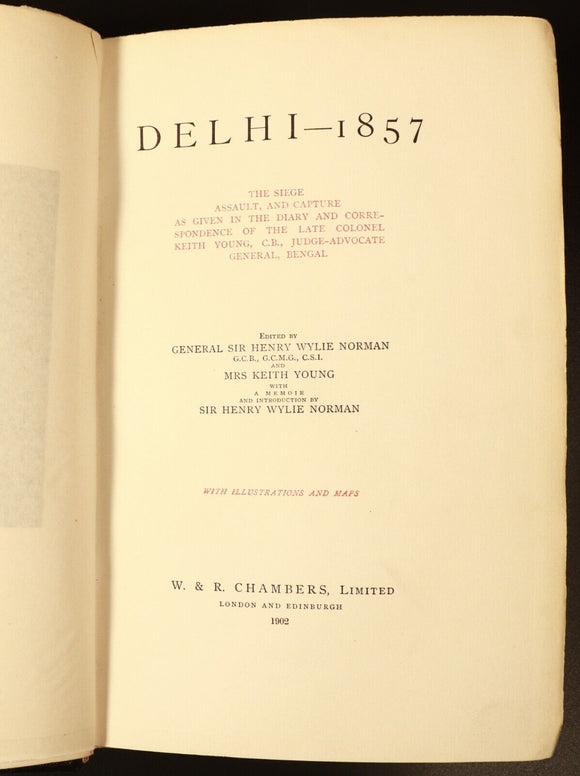 DELHI—1857
THE SIEGE
ASSAULT, AND CAPTURE
AS GIVEN IN THE DIARY AND CORRE-
SPONDENCE OF THE LATE COLONEL
KEITH YOUNG, C.B., JUDGE-ADVOCATE
GENERAL, BENGAL
EDITED BY
GENERAL SIR HENRY WYLIE NORMAN
G.C.B., G.C.M.G., C.S.I.
AND
MRS KEITH YOUNG
WITH
A MEMOIR
AND INTRODUCTION BY
SIR HENRY WYLIE NORMAN
WITH ILLUSTRATIONS AND MAPS
W. & R. CHAMBERS, LIMITED
LONDON AND EDINBURGH
1902